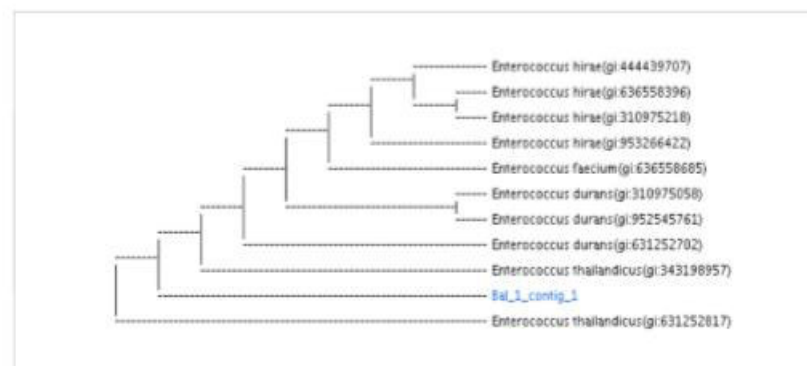 Enterococcus hirae(gi:444439707)
Enterococcus hirae(gi:636558396)
Enterococcus hirae(gi:310975218)
Enterococcus hirae(gi:953266422)
Enterococcus faecium(gi:636558685)
Enterococcus durans(gi:310975058)
Enterococcus durans(gi:952545761)
Enterococcus durans(gi:631252702)
Enterococcus thailandicus(gi:343198957)
Bal_1_contig_1
Enterococcus thailandicus(gi:631252817)